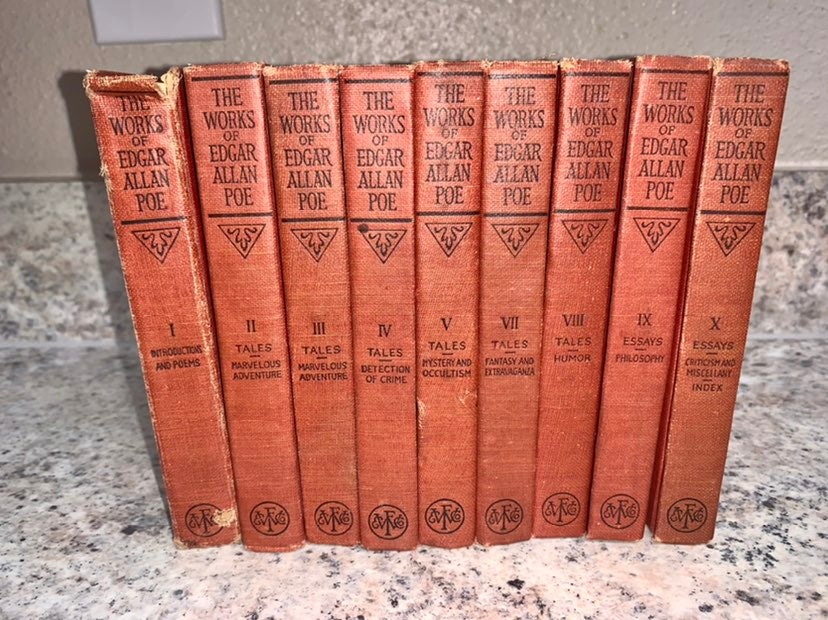 THE
WORKS
OF
EDGAR
ALLAN
POE
I
INTRODUCTIONS
AND POEMS
THE
WORKS
OF
EDGAR
ALLAN
POE
II
TALES
MARVELOUS
ADVENTURE
THE
WORKS
OF
EDGAR
ALLAN
POE
III
TALES
MARVELOUS
ADVENTURE
THE
WORKS
OF
EDGAR
ALLAN
POE
IV
TALES
DETECTION
OF CRIME
THE
WORKS
OF
EDGAR
ALLAN
POE
V
TALES
MYSTERY AND
OCCULTISM
THE
WORKS
OF
EDGAR
ALLAN
POE
VII
TALES
FANTASY AND
EXTRAVAGANZA
THE
WORKS
OF
EDGAR
ALLAN
POE
VIII
TALES
HUMOR
THE
WORKS
OF
EDGAR
ALLAN
POE
IX
ESSAYS
PHILOSOPHY
THE
WORKS
OF
EDGAR
ALLAN
POE
X
ESSAYS
CRITICISM AND
MISCELLANY
INDEX